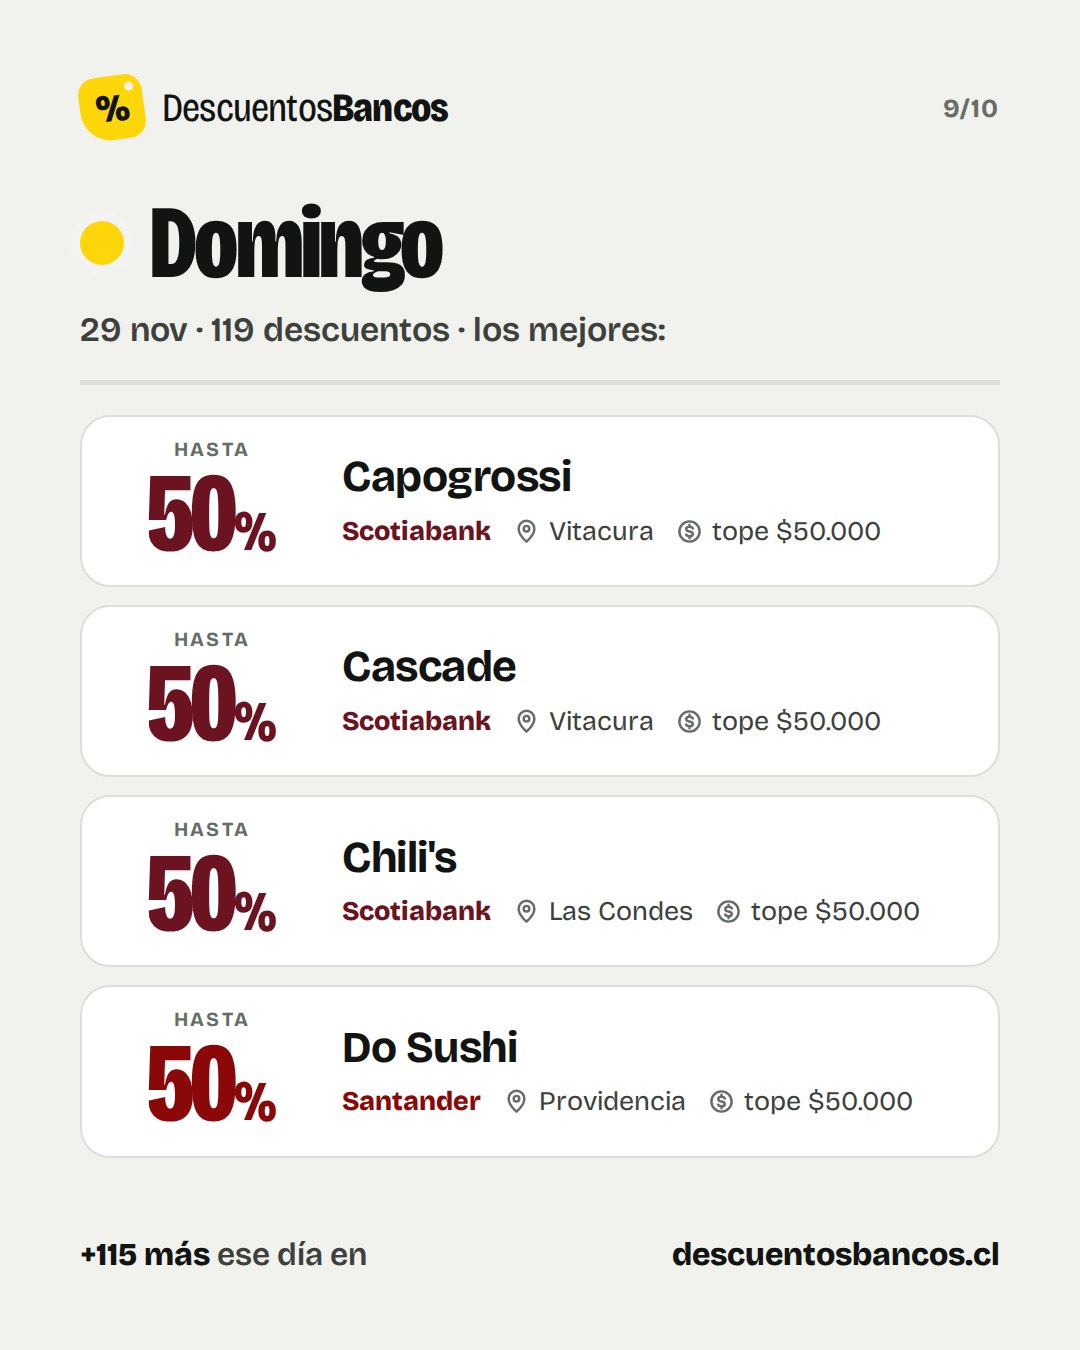 % DescuentosBancos 9/10
Domingo
29 nov · 119 descuentos · los mejores:
HASTA
50%
Capogrossi
Scotiabank Vitacura $ tope $50.000
HASTA
50%
Cascade
Scotiabank Vitacura $ tope $50.000
HASTA
50%
Chili's
Scotiabank Las Condes $ tope $50.000
HASTA
50%
Do Sushi
Santander Providencia $ tope $50.000
+115 más ese día en descuentosbancos.cl